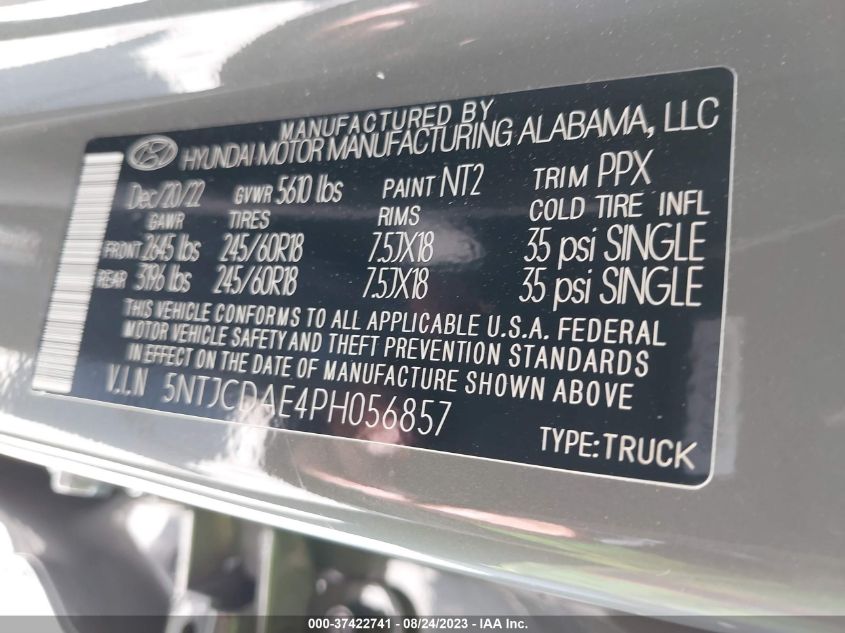 MANUFACTURED BY
HYUNDAI MOTOR MANUFACTURING ALABAMA, LLC
Dec/20/22 GVWR 5610 lbs PAINT NT2 TRIM PPX
GAWR TIRES RIMS COLD TIRE INFL
FRONT 2645 lbs 245/60R18 7.5JX18 35 psi SINGLE
REAR 3196 lbs 245/60R18 7.5JX18 35 psi SINGLE
THIS VEHICLE CONFORMS TO ALL APPLICABLE U.S.A. FEDERAL
MOTOR VEHICLE SAFETY AND THEFT PREVENTION STANDARDS
IN EFFECT ON THE DATE OF MANUFACTURE SHOWN ABOVE
V.I.N 5NTJCDAE4PH056857
TYPE:TRUCK
000-37422741 - 08/24/2023 - © IAA Inc.